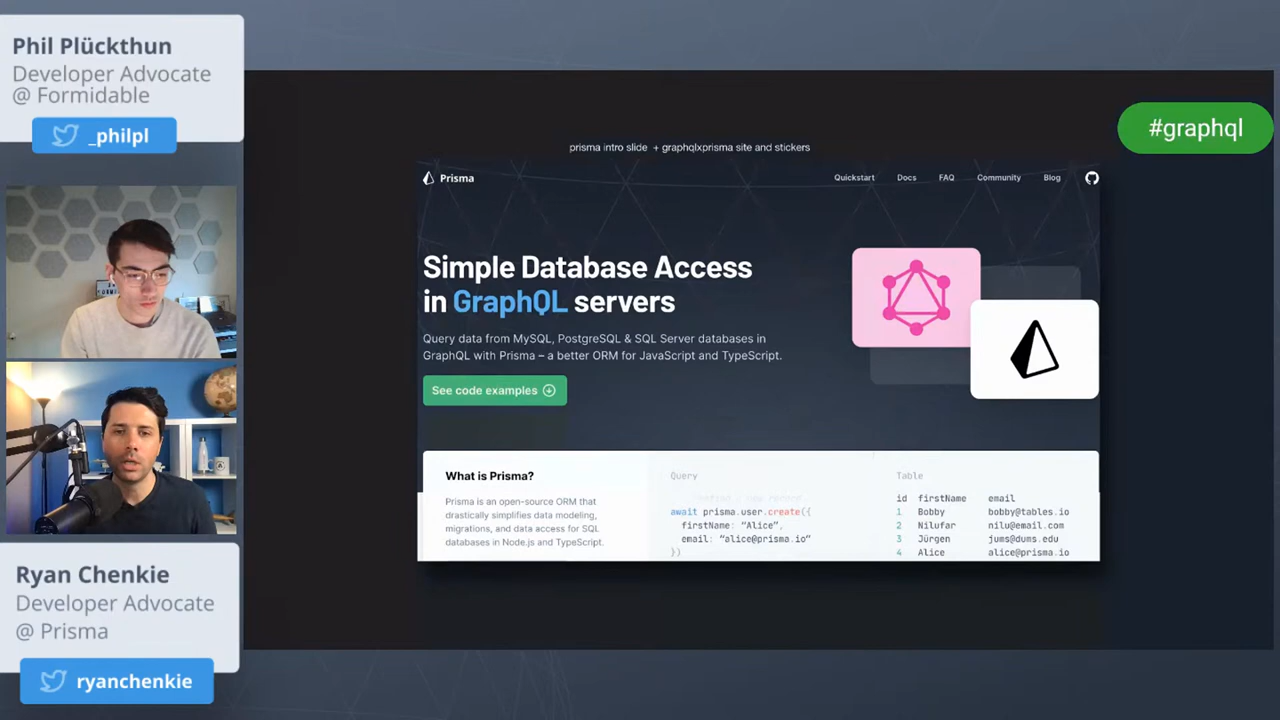 Phil Plückthun
Developer Advocate
@ Formidable
_philpl
#graphql
prisma intro slide + graphqlxprisma site and stickers
Prisma
Quickstart Docs FAQ Community Blog
Simple Database Access
in GraphQL servers
Query data from MySQL, PostgreSQL & SQL Server databases in
GraphQL with Prisma – a better ORM for JavaScript and TypeScript.
See code examples
What is Prisma?
Prisma is an open-source ORM that
drastically simplifies data modeling,
migrations, and data access for SQL
databases in Node.js and TypeScript.
Query
await prisma.user.create({
firstName: “Alice”,
email: “alice@prisma.io”
})
Table
id firstName email
1 Bobby bobby@tables.io
2 Nilufar nilu@email.com
3 Jürgen jums@dums.edu
4 Alice alice@prisma.io
Ryan Chenkie
Developer Advocate
@ Prisma
ryanchenkie